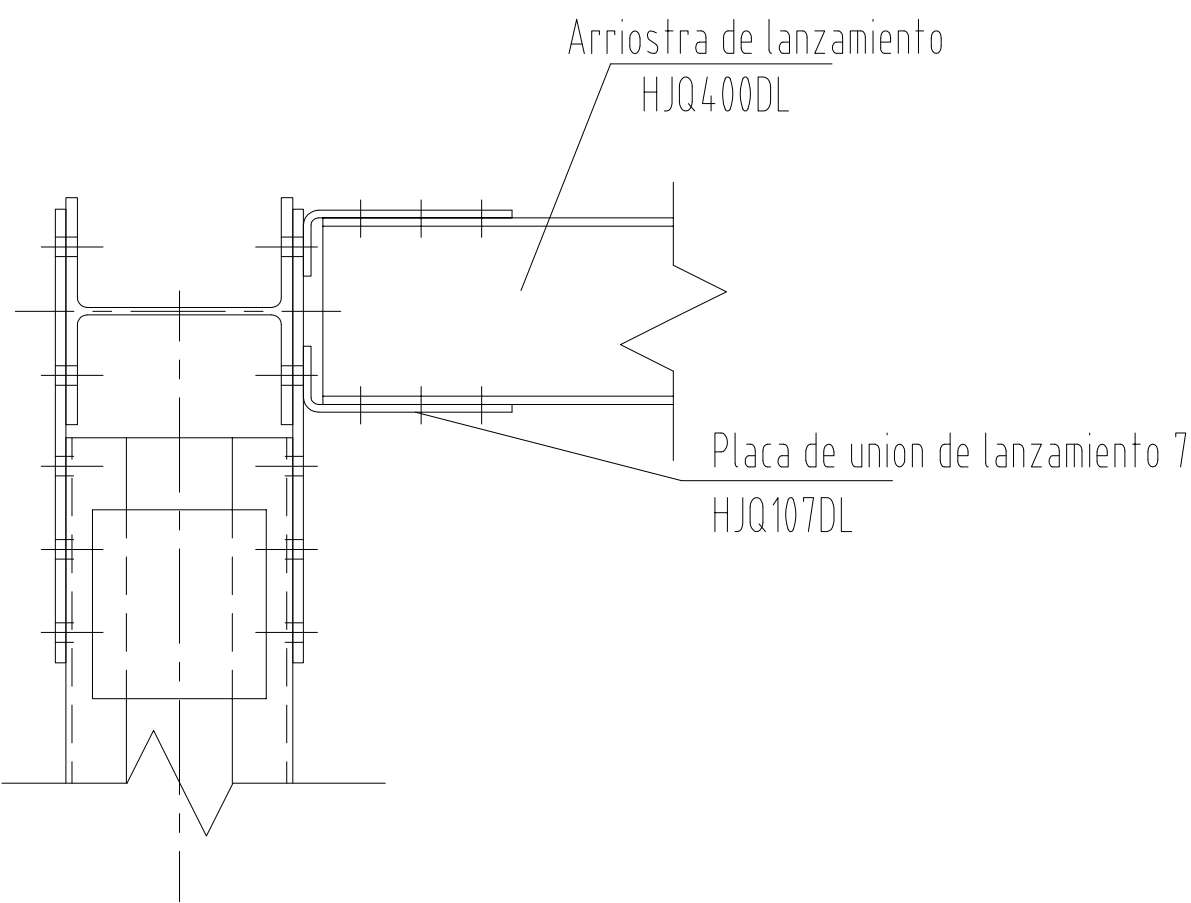 Arriostra de lanzamiento
HJQ400DL
Placa de union de lanzamiento 7
HJQ107DL